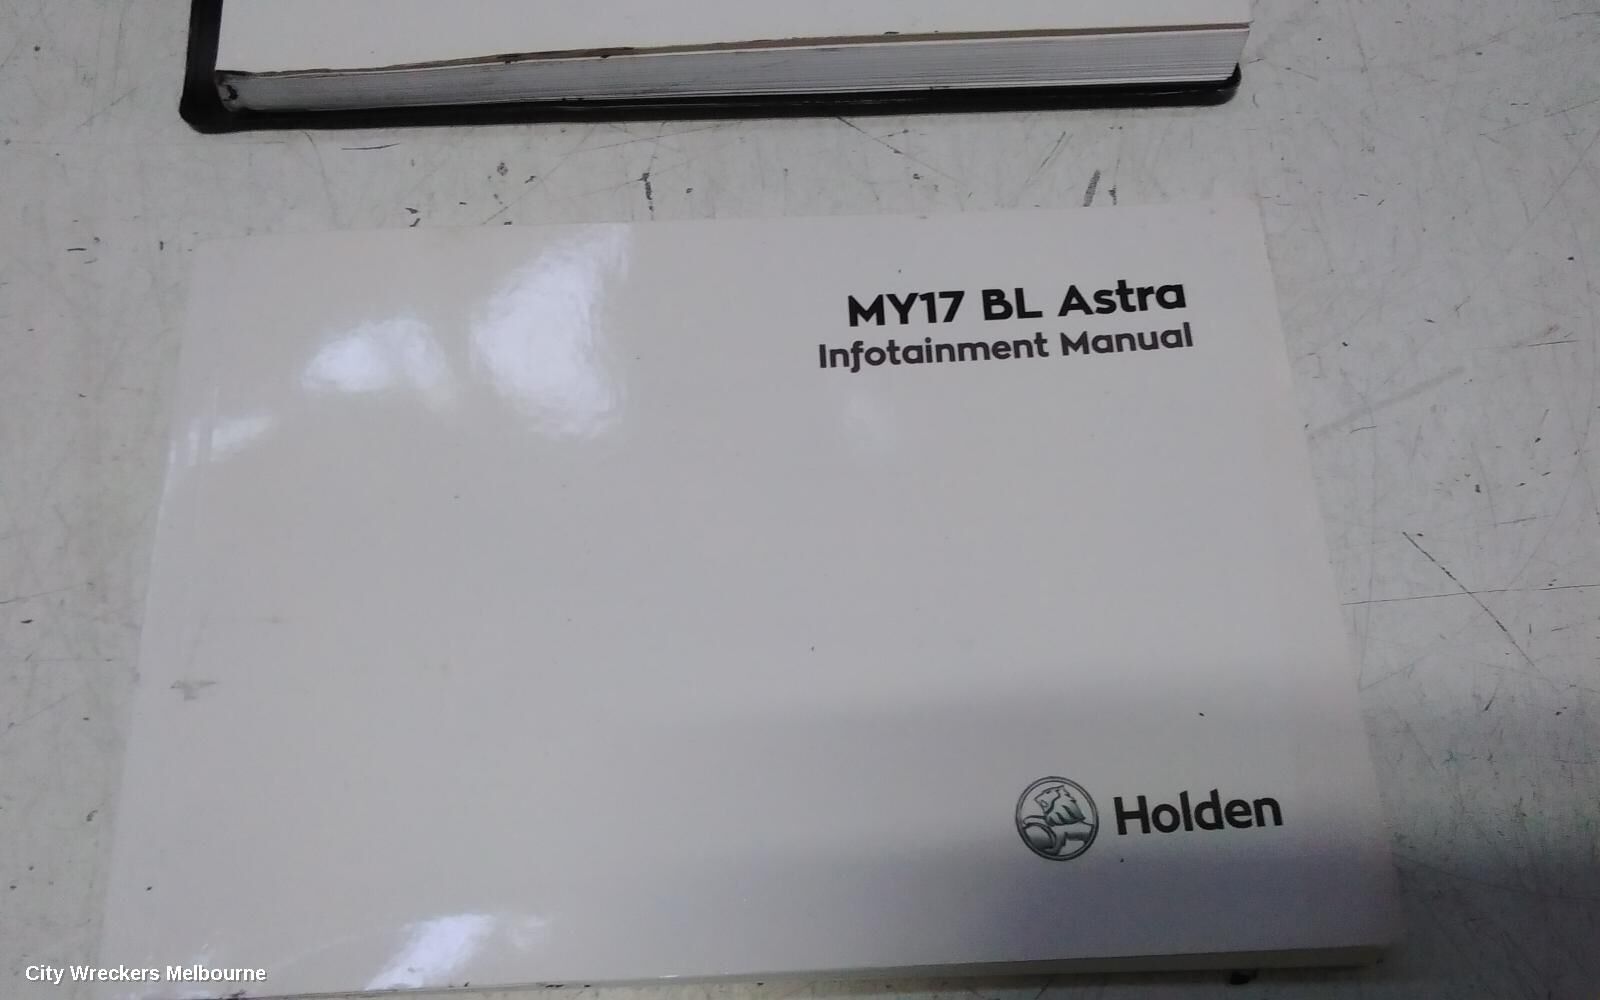 MY17 BL Astra
Infotainment Manual
Holden
City Wreckers Melbourne